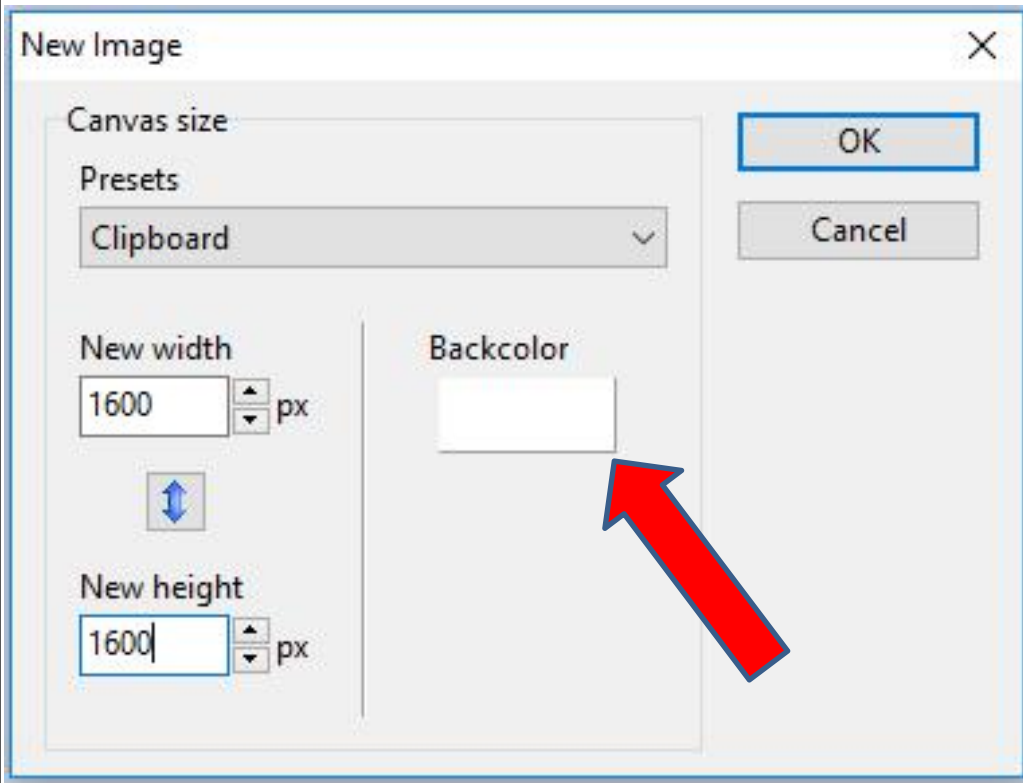 New Image
Canvas size
OK
Presets
Clipboard
Cancel
New width
Backcolor
1600
px
New height
1600
px